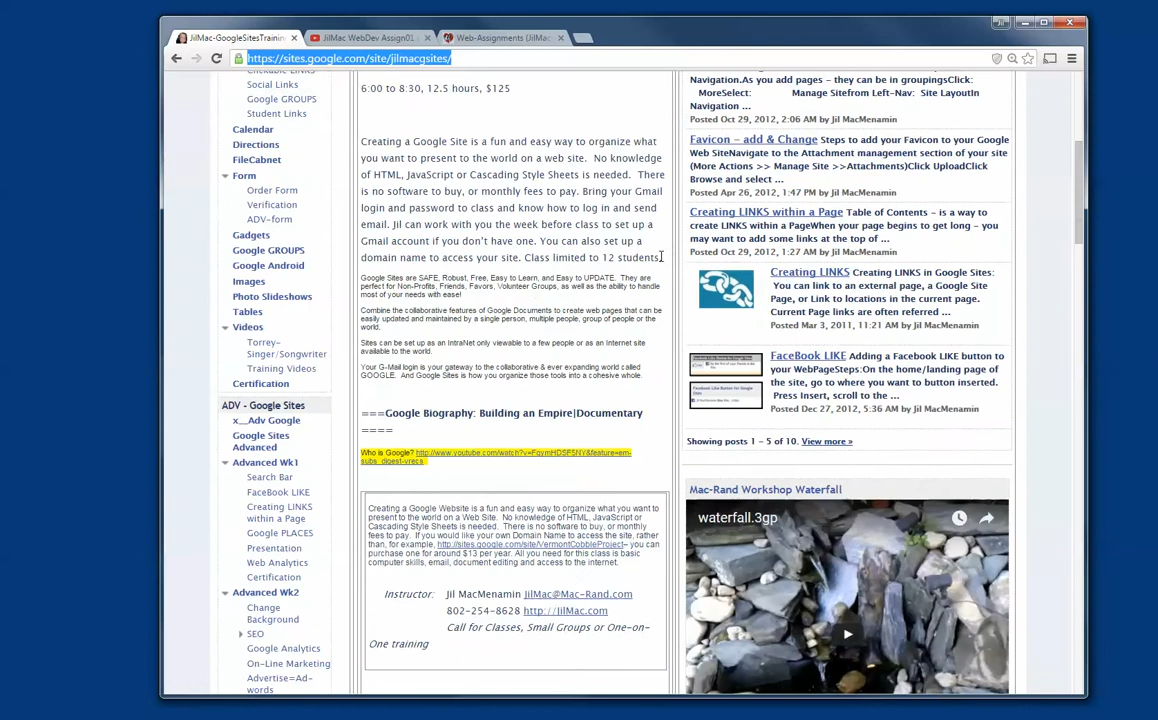 Jil
JilMac-GoogleSitesTrainin
JilMac WebDev Assign01
Web-Assignments (JilMac
https://sites.google.com/site/jilmacgsites/
Clickable LINKS
Social Links
Google GROUPS
Student Links
Calendar
Directions
FileCabnet
Form
Order Form
Verification
ADV-form
Gadgets
Google GROUPS
Google Android
Images
Photo Slideshows
Tables
Videos
Torrey-
Singer/Songwriter
Training Videos
Certification
ADV - Google Sites
x__Adv Google
Google Sites
Advanced
Advanced Wk1
Search Bar
FaceBook LIKE
Creating LINKS
within a Page
Google PLACES
Presentation
Web Analytics
Certification
Advanced Wk2
Change
Background
SEO
Google Analytics
On-Line Marketing
Advertise=Ad-
words
6:00 to 8:30, 12.5 hours, $125
Creating a Google Site is a fun and easy way to organize what
you want to present to the world on a web site.  No knowledge
of HTML, JavaScript or Cascading Style Sheets is needed.  There
is no software to buy, or monthly fees to pay. Bring your Gmail
login and password to class and know how to log in and send
email. Jil can work with you the week before class to set up a
Gmail account if you don't have one. You can also set up a
domain name to access your site. Class limited to 12 students.
Google Sites are SAFE, Robust, Free, Easy to Learn, and Easy to UPDATE.  They are
perfect for Non-Profits, Friends, Favors, Volunteer Groups, as well as the ability to handle
most of your needs with ease!
Combine the collaborative features of Google Documents to create web pages that can be
easily updated and maintained by a single person, multiple people, group of people or the
world.
Sites can be set up as an IntraNet only viewable to a few people or as an Internet site
available to the world.
Your G-Mail login is your gateway to the collaborative & ever expanding world called
GOOGLE.  And Google Sites is how you organize those tools into a cohesive whole.
===Google Biography: Building an Empire|Documentary
====
Who is Google? http://www.youtube.com/watch?v=FgymHDSFSNY&feature=em-
subs_digest-vrecs
Creating a Google Website is a fun and easy way to organize what you want to
present to the world on a Web Site.  No knowledge of HTML, JavaScript or
Cascading Style Sheets is needed.  There is no software to buy, or monthly
fees to pay.  If you would like your own Domain Name to access the site, rather
than, for example, http://sites.google.com/site/VermontCobbleProject– you can
purchase one for around $13 per year. All you need for this class is basic
computer skills, email, document editing and access to the internet.
Instructor:   Jil MacMenamin JilMac@Mac-Rand.com
802-254-8628 http://JilMac.com
Call for Classes, Small Groups or One-on-
One training
Navigation.As you add pages - they can be in groupingsClick:
MoreSelect:      Manage Sitefrom Left-Nav:  Site LayoutIn
Navigation ...
Posted Oct 29, 2012, 2:06 AM by Jil MacMenamin
Favicon – add & Change Steps to add your Favicon to your Google
Web SiteNavigate to the Attachment management section of your site
(More Actions >> Manage Site >>Attachments)Click UploadClick
Browse and select ...
Posted Apr 26, 2012, 1:47 PM by Jil MacMenamin
Creating LINKS within a Page Table of Contents - is a way to
create LINKS within a PageWhen your page begins to get long - you
may want to add some links at the top of ...
Posted Oct 29, 2012, 1:27 AM by Jil MacMenamin
Creating LINKS Creating LINKS in Google Sites:
You can link to an external page, a Google Site
Page, or Link to locations in the current page.
Current Page links are often referred ...
Posted Mar 3, 2011, 11:21 AM by Jil MacMenamin
FaceBook LIKE Adding a Facebook LIKE button to
your WebPageSteps:On the home/landing page of
the site, go to where you want to button inserted.
Press Insert, scroll to the ...
Posted Dec 27, 2012, 5:36 AM by Jil MacMenamin
Showing posts 1 - 5 of 10. View more »
Mac-Rand Workshop Waterfall
waterfall.3gp